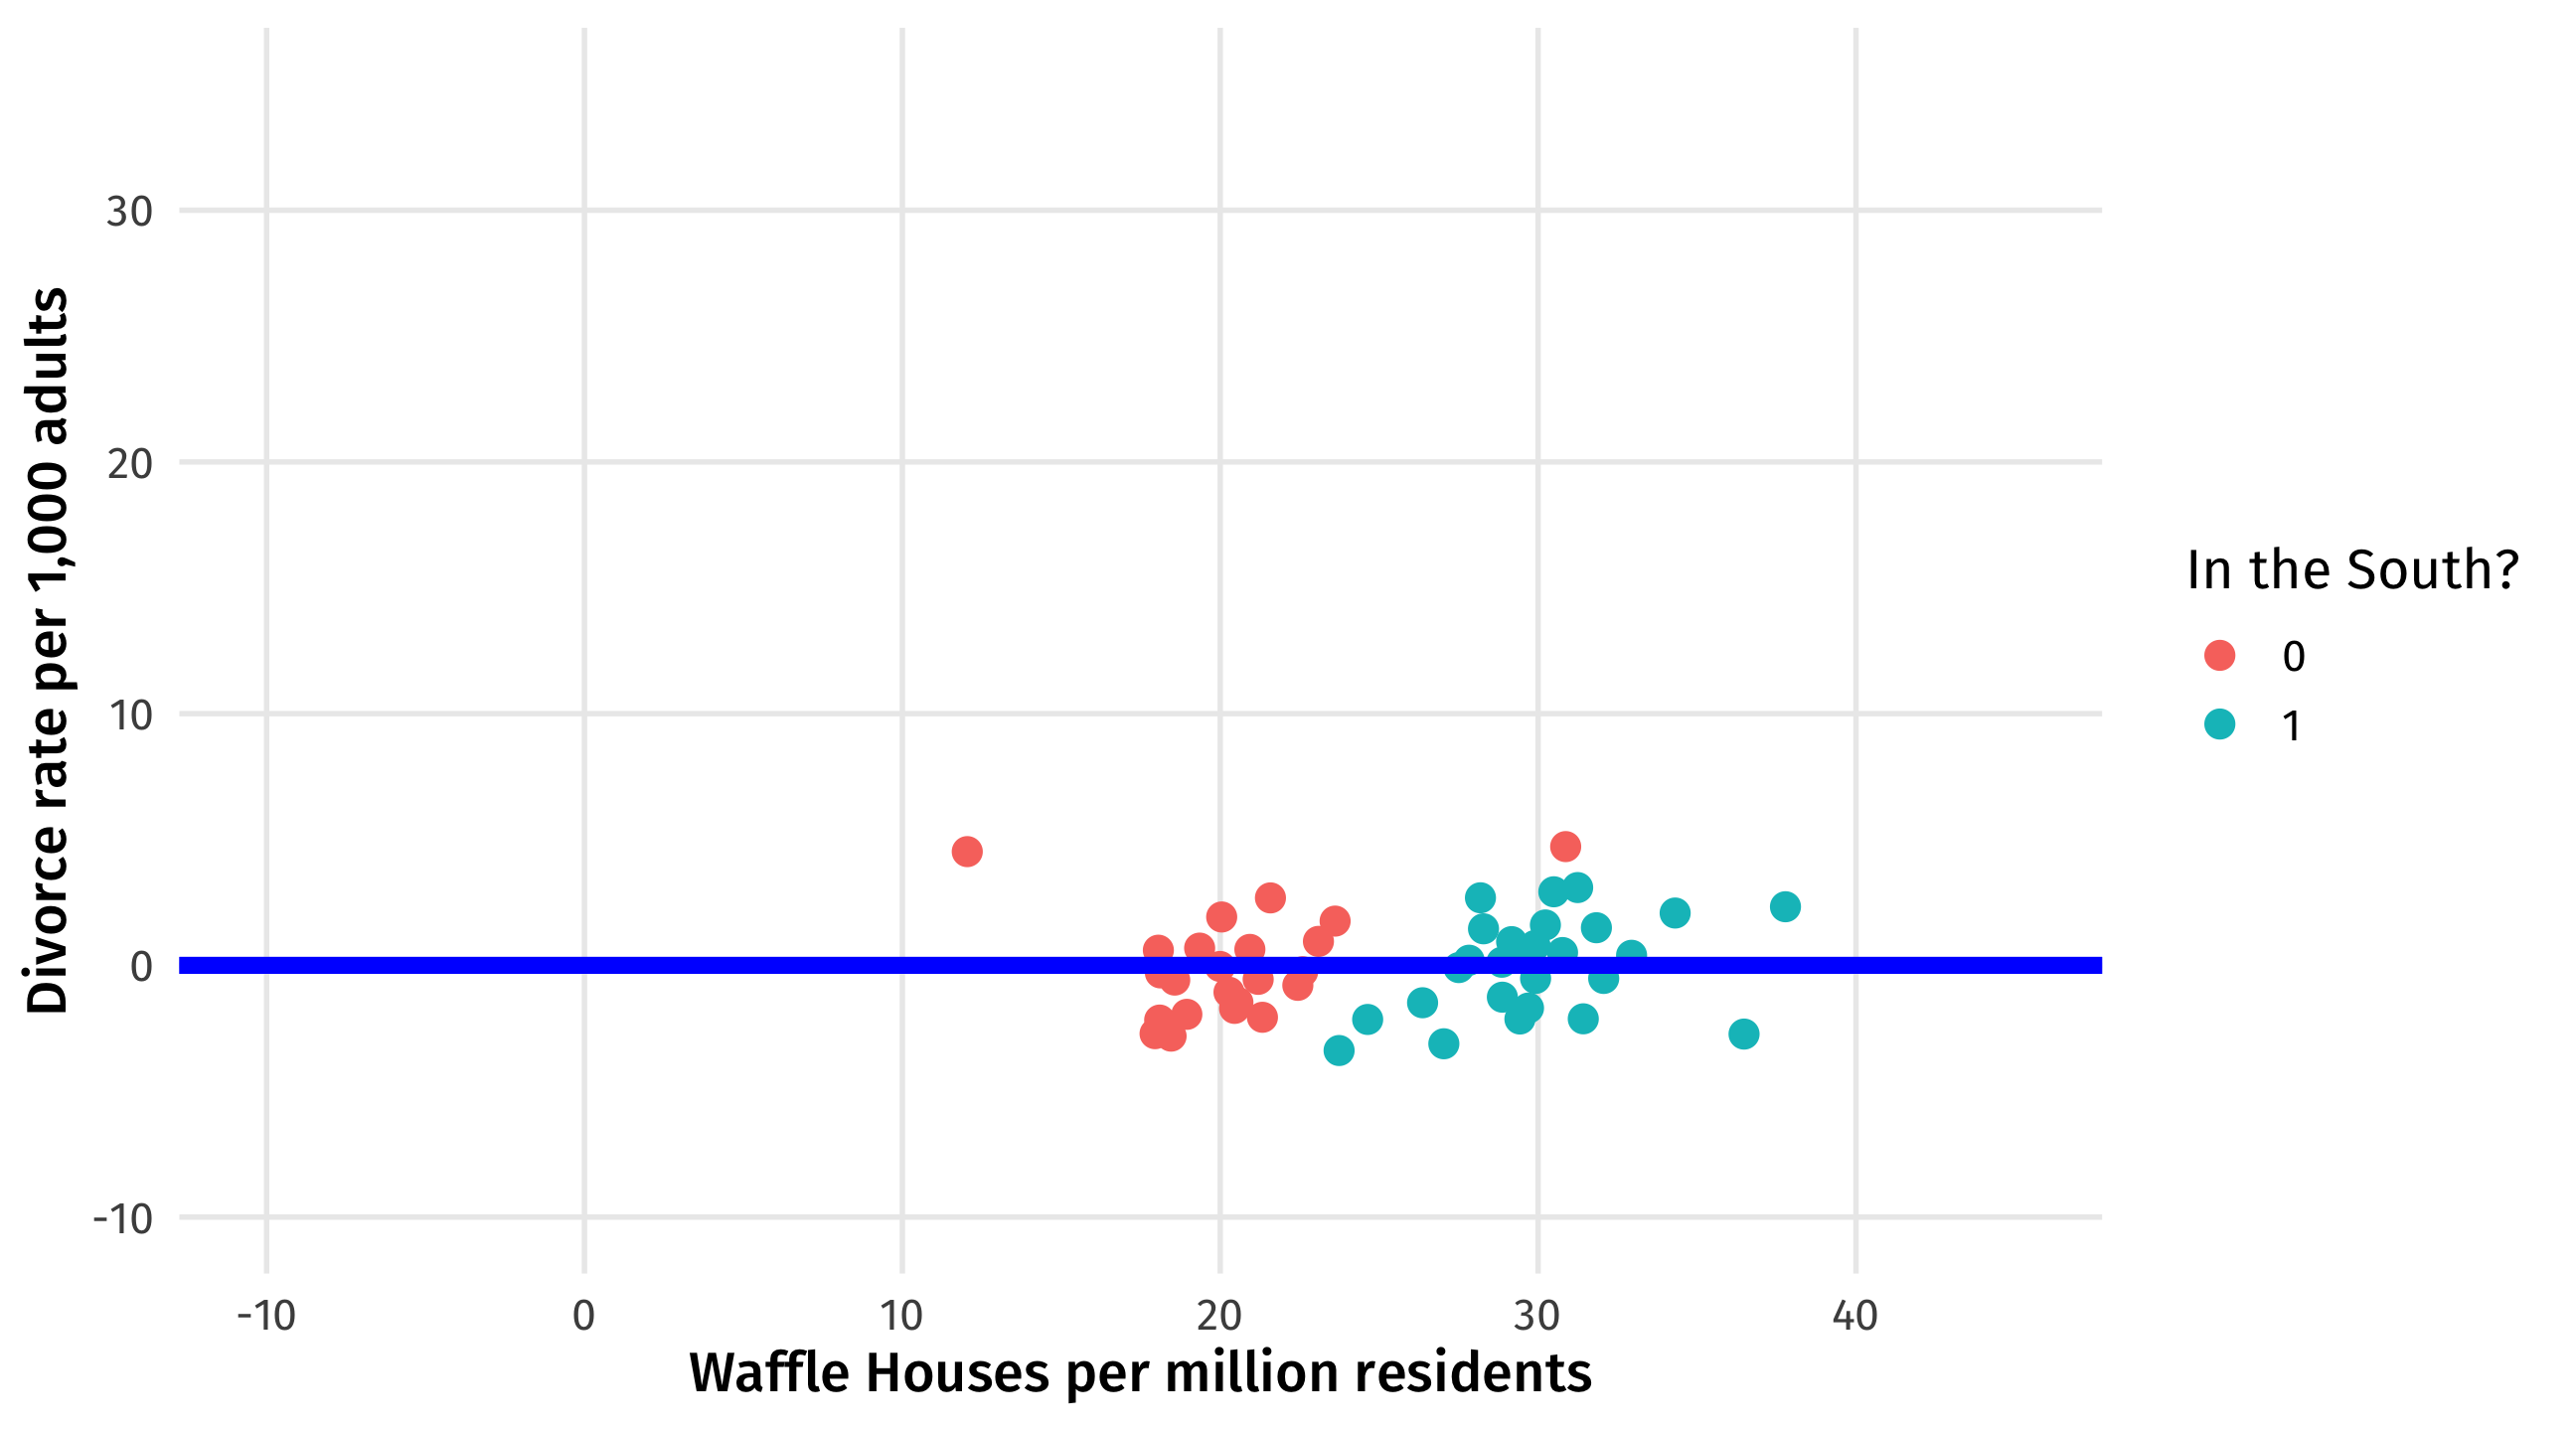 Divorce rate per 1,000 adults
30
20
10
0
-10
-10 0 10 20 30 40
Waffle Houses per million residents
In the South?
0
1